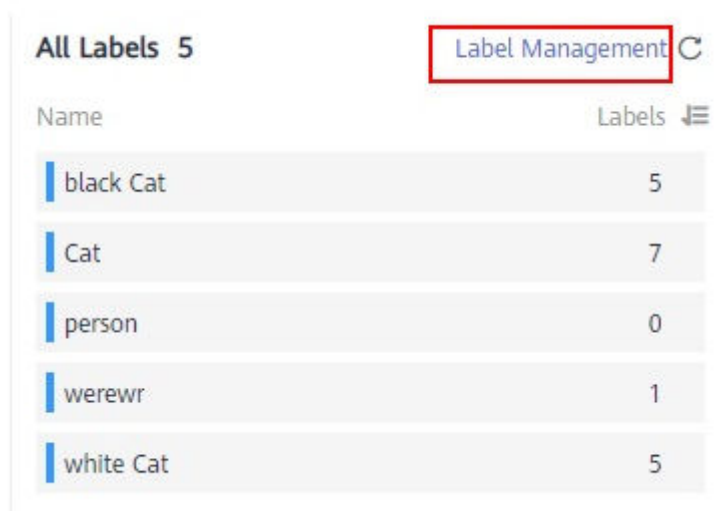 All Labels 5 Label Management
Name Labels
black Cat 5
Cat 7
person 0
werewr 1
white Cat 5